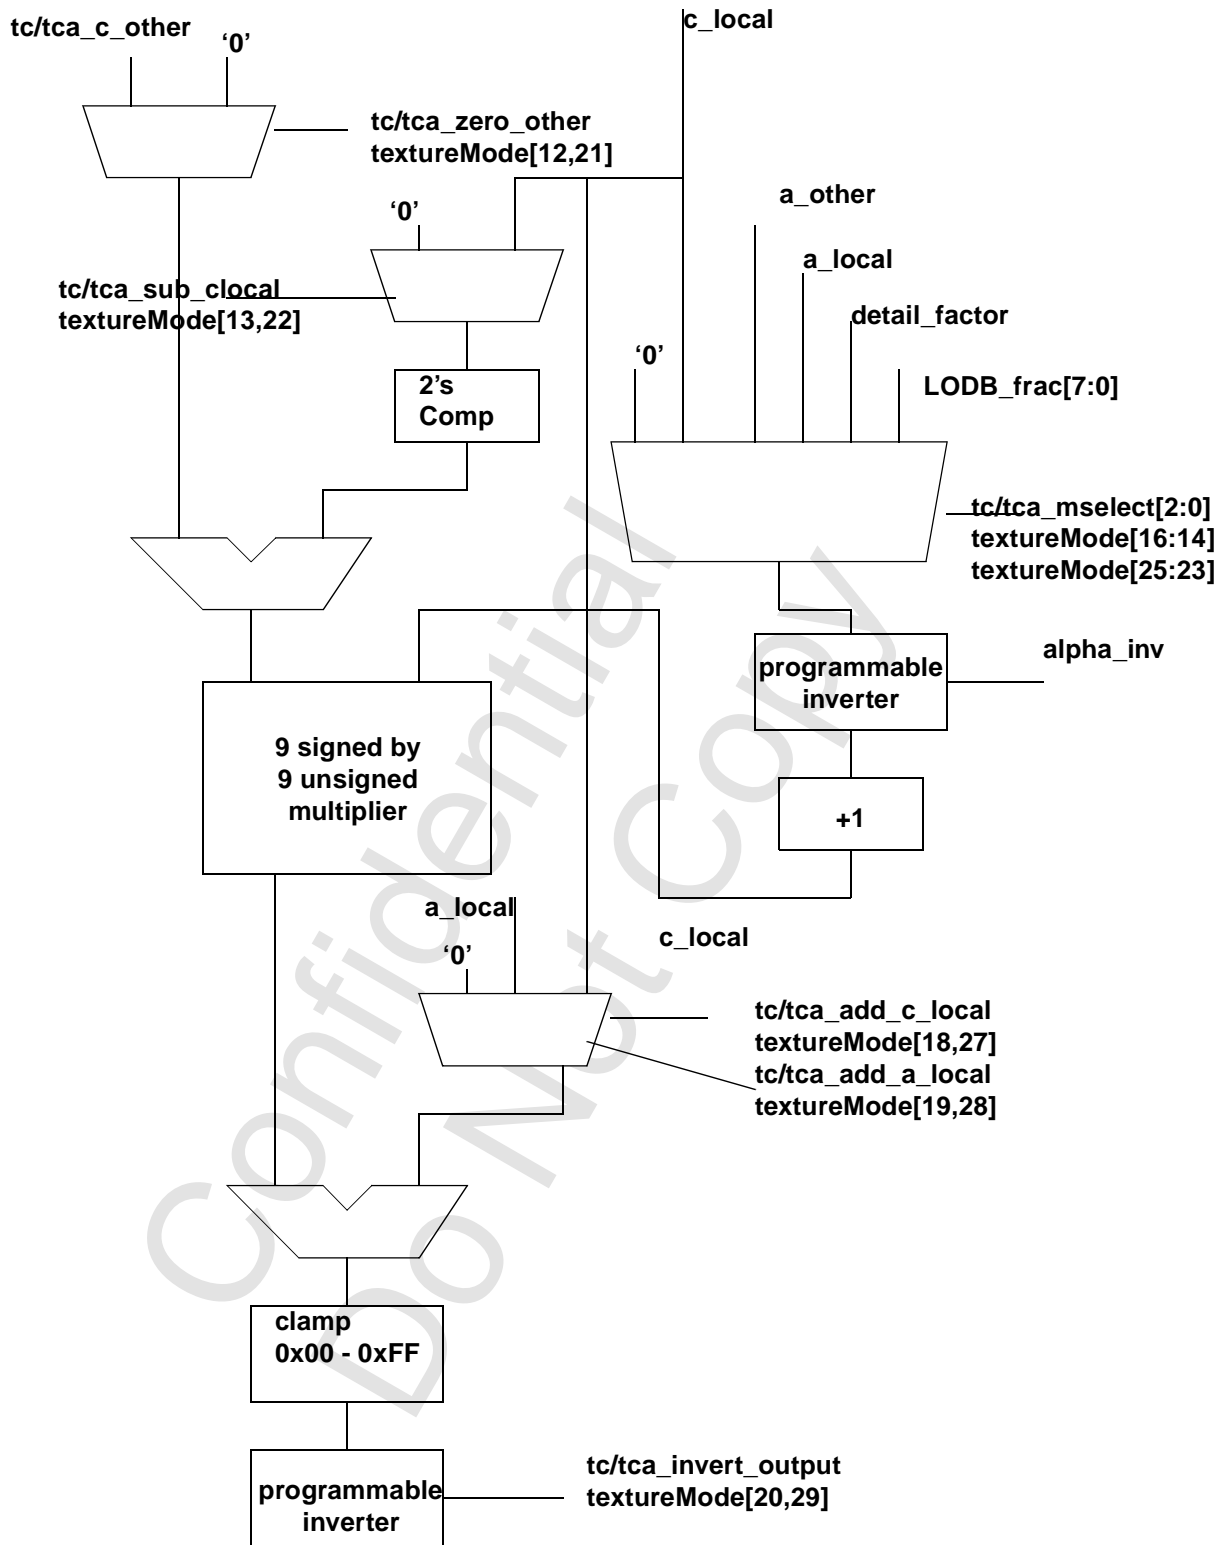 tc/tca_c_other
‘0’
c_local
tc/tca_zero_other
textureMode[12,21]
‘0’
a_other
a_local
tc/tca_sub_clocal
textureMode[13,22]
detail_factor
‘0’
LODB_frac[7:0]
2’s
Comp
tc/tca_mselect[2:0]
textureMode[16:14]
textureMode[25:23]
programmable
inverter
alpha_inv
9 signed by
9 unsigned
multiplier
+1
a_local
‘0’
c_local
tc/tca_add_c_local
textureMode[18,27]
tc/tca_add_a_local
textureMode[19,28]
clamp
0x00 - 0xFF
programmable
inverter
tc/tca_invert_output
textureMode[20,29]
Confidential
Do Not Copy